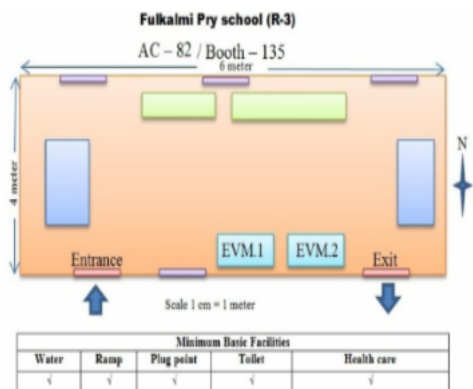 Fulkalmi Pry school (R-3)
AC – 82 / Booth – 135
6 meter
4 meter
N
EVM.1 EVM.2
Entrance Exit
Scale 1 cm = 1 meter
Minimum Basic Facilities
Water Ramp Plug point Toilet Health care
√ √ √ √ √